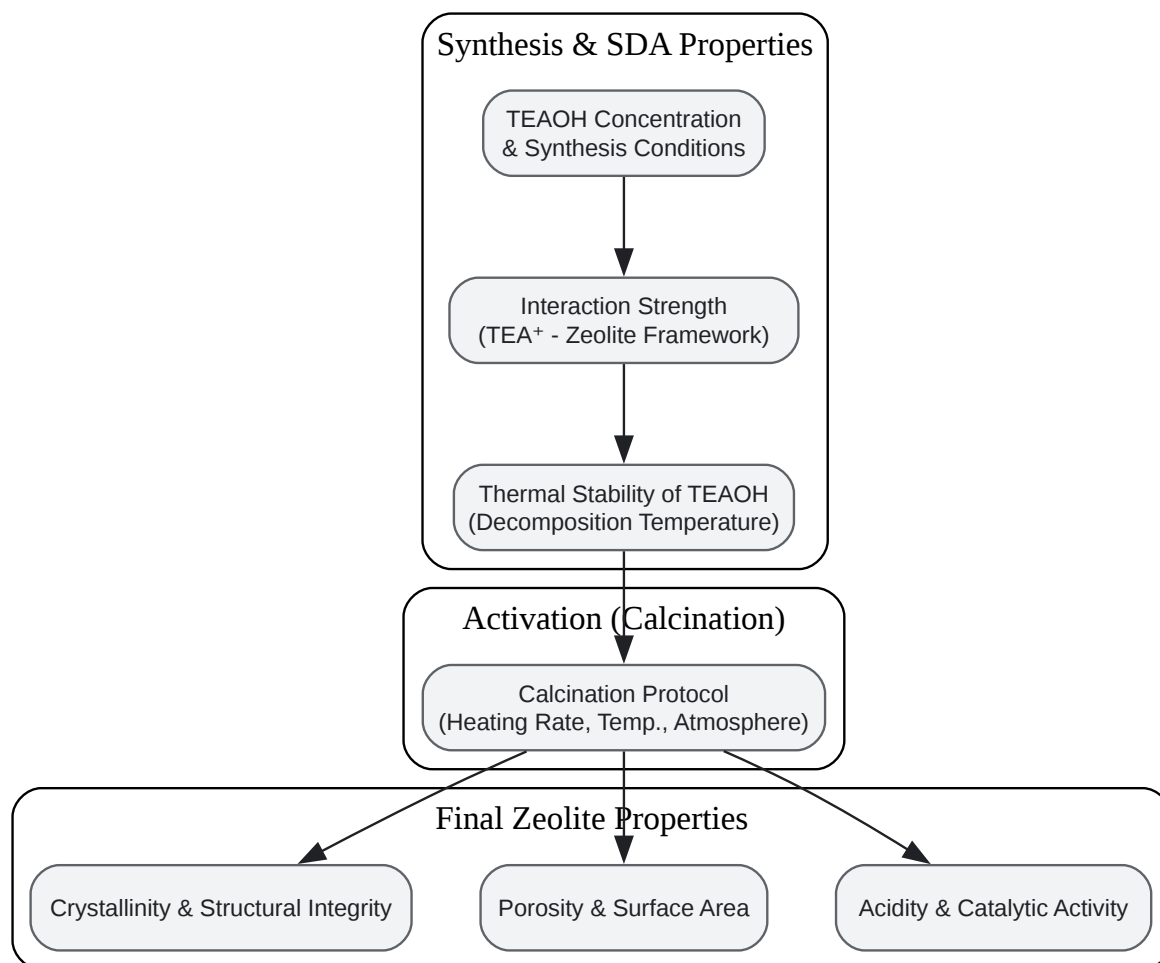 Synthesis & SDA Properties
TEAOH Concentration
& Synthesis Conditions
Interaction Strength
(TEA⁺ - Zeolite Framework)
Thermal Stability of TEAOH
(Decomposition Temperature)
Activation (Calcination)
Calcination Protocol
(Heating Rate, Temp., Atmosphere)
Final Zeolite Properties
Crystallinity & Structural Integrity
Porosity & Surface Area
Acidity & Catalytic Activity